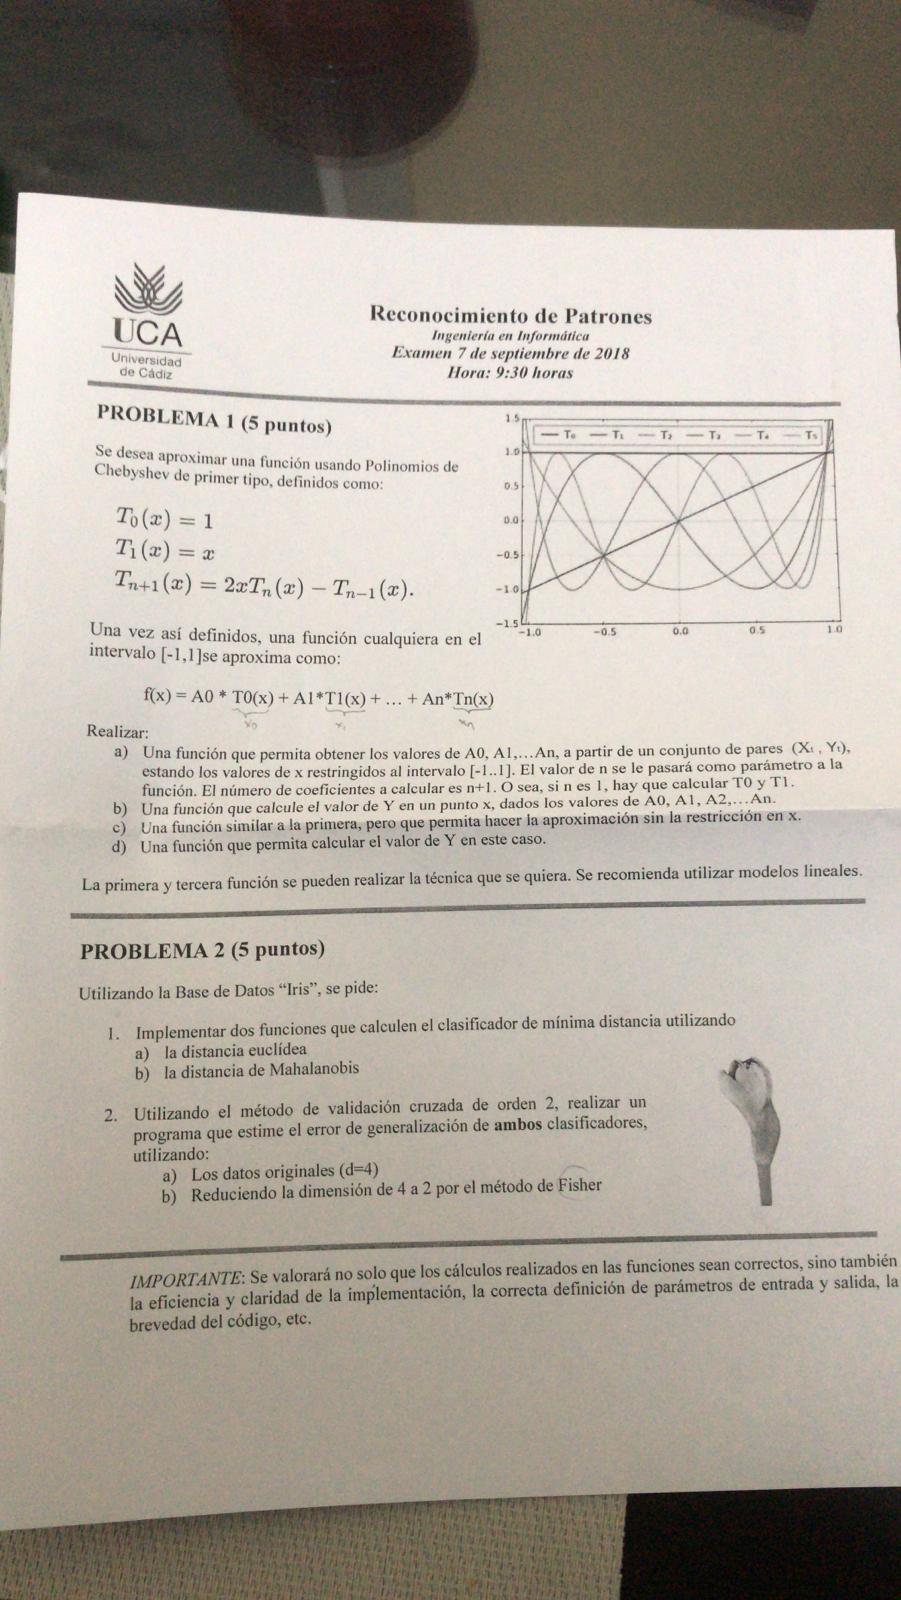 UCA
Universidad
de Cádiz
Reconocimiento de Patrones
Ingeniería en Informática
Examen 7 de septiembre de 2018
Hora: 9:30 horas
PROBLEMA 1 (5 puntos)
Se desea aproximar una función usando Polinomios de
Chebyshev de primer tipo, definidos como:
T₀(x) = 1
T₁(x) = x
Tₙ₊₁(x) = 2xTₙ(x) − Tₙ₋₁(x).
1.5
T₀ T₁ T₂ T₃ T₄ T₅
1.0
0.5
0.0
−0.5
−1.0
−1.5
−1.0 −0.5 0.0 0.5 1.0
Una vez así definidos, una función cualquiera en el
intervalo [-1,1]se aproxima como:
f(x) = A0 * T0(x) + A1*T1(x) + … + An*Tn(x)
x₀ x₁ xₙ
Realizar:
a) Una función que permita obtener los valores de A0, A1,…An, a partir de un conjunto de pares (Xₜ , Yₜ),
estando los valores de x restringidos al intervalo [-1..1]. El valor de n se le pasará como parámetro a la
función. El número de coeficientes a calcular es n+1. O sea, si n es 1, hay que calcular T0 y T1.
b) Una función que calcule el valor de Y en un punto x, dados los valores de A0, A1, A2,…An.
c) Una función similar a la primera, pero que permita hacer la aproximación sin la restricción en x.
d) Una función que permita calcular el valor de Y en este caso.
La primera y tercera función se pueden realizar la técnica que se quiera. Se recomienda utilizar modelos lineales.
PROBLEMA 2 (5 puntos)
Utilizando la Base de Datos “Iris”, se pide:
1. Implementar dos funciones que calculen el clasificador de mínima distancia utilizando
a) la distancia euclídea
b) la distancia de Mahalanobis
2. Utilizando el método de validación cruzada de orden 2, realizar un
programa que estime el error de generalización de ambos clasificadores,
utilizando:
a) Los datos originales (d=4)
b) Reduciendo la dimensión de 4 a 2 por el método de Fisher
IMPORTANTE: Se valorará no solo que los cálculos realizados en las funciones sean correctos, sino también
la eficiencia y claridad de la implementación, la correcta definición de parámetros de entrada y salida, la
brevedad del código, etc.